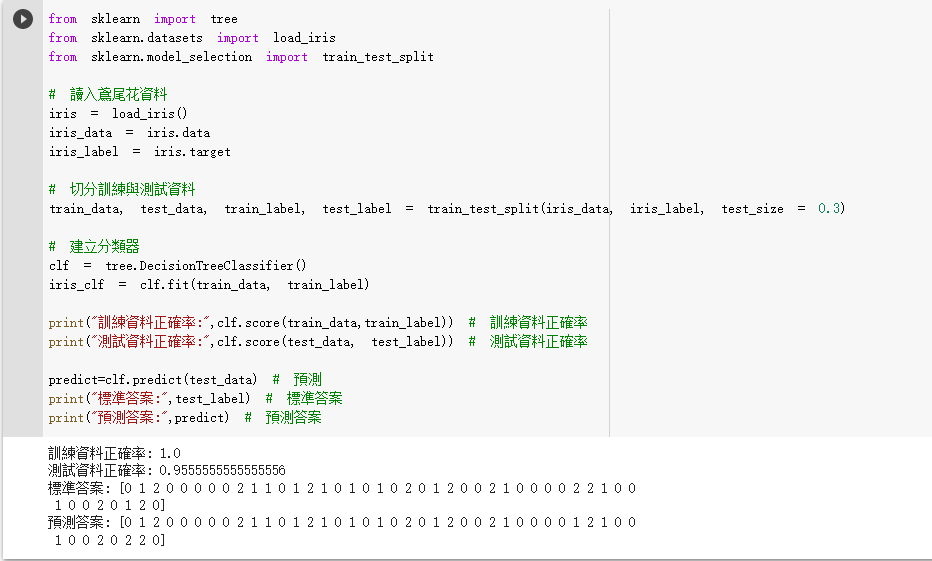 from sklearn import tree
from sklearn.datasets import load_iris
from sklearn.model_selection import train_test_split
# 讀入鳶尾花資料
iris = load_iris()
iris_data = iris.data
iris_label = iris.target
# 切分訓練與測試資料
train_data, test_data, train_label, test_label = train_test_split(iris_data, iris_label, test_size = 0.3)
# 建立分類器
clf = tree.DecisionTreeClassifier()
iris_clf = clf.fit(train_data, train_label)
print("訓練資料正確率:",clf.score(train_data,train_label)) # 訓練資料正確率
print("測試資料正確率:",clf.score(test_data, test_label)) # 測試資料正確率
predict=clf.predict(test_data) # 預測
print("標準答案:",test_label) # 標準答案
print("預測答案:",predict) # 預測答案
訓練資料正確率: 1.0
測試資料正確率: 0.9555555555555556
標準答案: [0 1 2 0 0 0 0 0 2 1 1 0 1 2 1 0 1 0 1 0 2 0 1 2 0 0 2 1 0 0 0 0 2 2 1 0 0
1 0 0 2 0 1 2 0]
預測答案: [0 1 2 0 0 0 0 0 2 1 1 0 1 2 1 0 1 0 1 0 2 0 1 2 0 0 2 1 0 0 0 0 1 2 1 0 0
1 0 0 2 0 2 2 0]